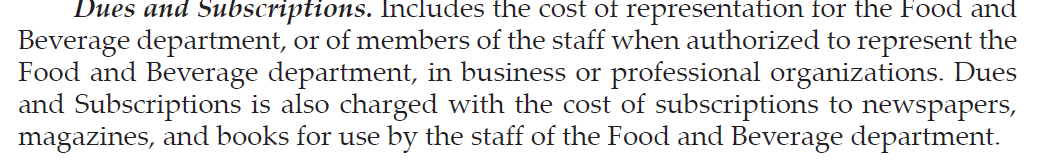 Dues and Subscriptions. Includes the cost of representation for the Food and
Beverage department, or of members of the staff when authorized to represent the
Food and Beverage department, in business or professional organizations. Dues
and Subscriptions is also charged with the cost of subscriptions to newspapers,
magazines, and books for use by the staff of the Food and Beverage department.